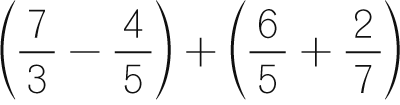 (7/3 − 4/5) + (6/5 + 2/7)